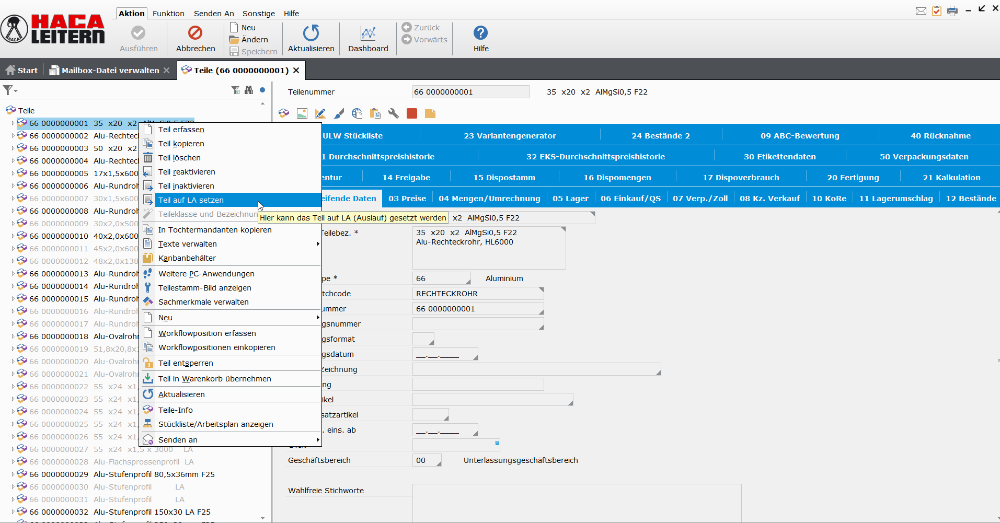 HACA
LEITERN
HACA
Aktion Funktion Senden An Sonstige Hilfe
Ausführen
Abbrechen
Neu
Ändern
Speichern
Aktualisieren
Dashboard
Zurück
Vorwärts
Hilfe
Start
Mailbox-Datei verwalten
Teile (66 0000000001)
Teile
66 0000000001 35 x20 x2 AlMgSi0,5 F22
66 0000000002 Alu-Rechtec
66 0000000003 50 x20 x2
66 0000000004 Alu-Rechtec
66 0000000005 17x1,5x600
66 0000000006 Alu-Rundroh
66 0000000007 30x1,5x600
66 0000000008 Alu-Rundroh
66 0000000009 30x2,0x500
66 0000000010 40x2,0x600
66 0000000011 45x2,0x600
66 0000000012 48x2,0x138
66 0000000013 Alu-Rundroh
66 0000000014 Alu-Rundroh
66 0000000015 Alu-Rundroh
66 0000000016 Alu-Rundroh
66 0000000017 Alu-Rundroh
66 0000000018 Alu-Ovalrohr
66 0000000019 51,8x20,8x1
66 0000000020 Alu-Ovalrohr
66 0000000021 Alu-Ovalrohr
66 0000000022 55 x24 x1,
66 0000000023 55 x24 x1,
66 0000000024 55 x24 x1,
66 0000000025 55 x24 x1,
66 0000000026 55 x24 x1,
66 0000000027 55 x24 x1,5 x 3000 LA
66 0000000028 Alu-Flachsprossenprofil LA
66 0000000029 Alu-Stufenprofil 80,5x36mm F25
66 0000000030 Alu-Stufenprofil LA
66 0000000031 Alu-Stufenprofil LA
66 0000000032 Alu-Stufenprofil 150x30 LA F25
Teil erfassen
Teil kopieren
Teil löschen
Teil reaktivieren
Teil inaktivieren
Teil auf LA setzen
Teileklasse und Bezeichnun
In Tochtermandanten kopieren
Texte verwalten
Kanbanbehälter
Weitere PC-Anwendungen
Teilestamm-Bild anzeigen
Sachmerkmale verwalten
Neu
Workflowposition erfassen
Workflowpositionen einkopieren
Teil entsperren
Teil in Warenkorb übernehmen
Aktualisieren
Teile-Info
Stückliste/Arbeitsplan anzeigen
Senden an
Hier kann das Teil auf LA (Auslauf) gesetzt werden
Teilenummer 66 0000000001 35 x20 x2 AlMgSi0,5 F22
ULW Stückliste 23 Variantengenerator 24 Bestände 2 09 ABC-Bewertung 40 Rücknahme
1 Durchschnittspreishistorie 32 EKS-Durchschnittspreishistorie 30 Etikettendaten 50 Verpackungsdaten
entur 14 Freigabe 15 Dispostamm 16 Dispomengen 17 Dispoverbrauch 20 Fertigung 21 Kalkulation
eifende Daten 03 Preise 04 Mengen/Umrechnung 05 Lager 06 Einkauf/QS 07 Verp./Zoll 08 Kz. Verkauf 10 KoRe 11 Lagerumschlag 12 Bestände
x2 AlMgSi0,5 F22
Teilebez. * 35 x20 x2 AlMgSi0,5 F22
Alu-Rechteckrohr, HL6000
pe * 66 Aluminium
tchcode RECHTECKROHR
ummer 66 0000000001
gsnummer
gsformat
gsdatum __.__.____
Zeichnung
ng
ikel
satzartikel
. eins. ab __.__.____
Geschäftsbereich 00 Unterlassungsgeschäftsbereich
Wahlfreie Stichworte